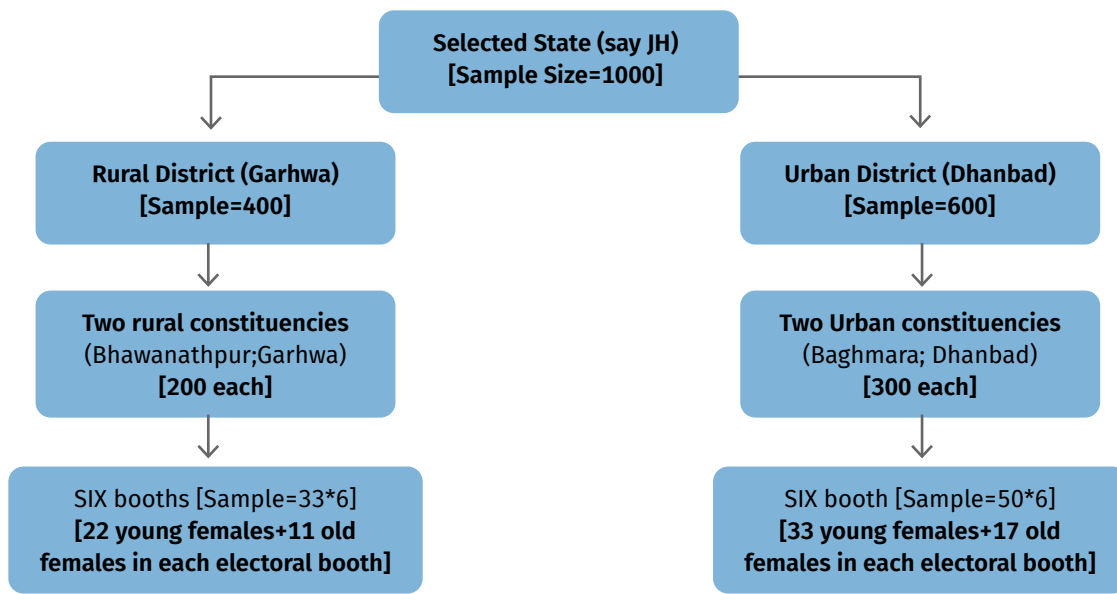 Selected State (say JH)
[Sample Size=1000]
Rural District (Garhwa)
[Sample=400]
Urban District (Dhanbad)
[Sample=600]
Two rural constituencies
(Bhawanathpur;Garhwa)
[200 each]
Two Urban constituencies
(Baghmara; Dhanbad)
[300 each]
SIX booths [Sample=33*6]
[22 young females+11 old
females in each electoral booth]
SIX booth [Sample=50*6]
[33 young females+17 old
females in each electoral booth]